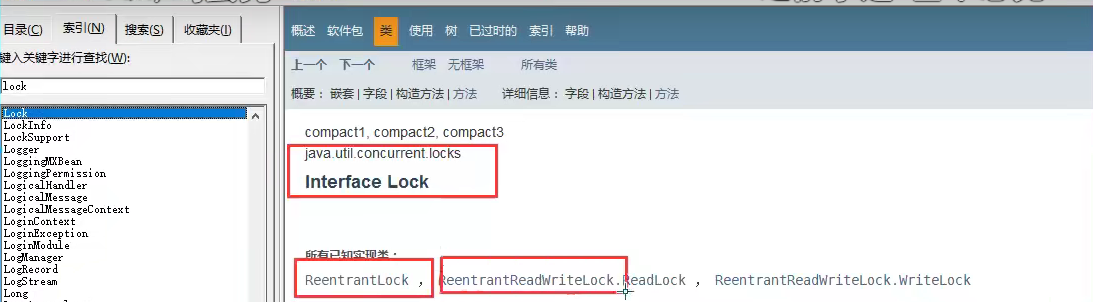 目录(C) 索引(N) 搜索(S) 收藏夹(I)
键入关键字进行查找(W):
lock
Lock
LockInfo
LockSupport
Logger
LoggingMXBean
LoggingPermission
LogicalHandler
LogicalMessage
LogicalMessageContext
LoginContext
LoginException
LoginModule
LogManager
LogRecord
LogStream
Long
概述 软件包 类 使用 树 已过时的 索引 帮助
上一个 下一个 框架 无框架 所有类
概要： 嵌套 | 字段 | 构造方法 | 方法 详细信息： 字段 | 构造方法 | 方法
compact1, compact2, compact3
java.util.concurrent.locks
Interface Lock
所有已知实现类：
ReentrantLock ， ReentrantReadWriteLock.ReadLock ， ReentrantReadWriteLock.WriteLock